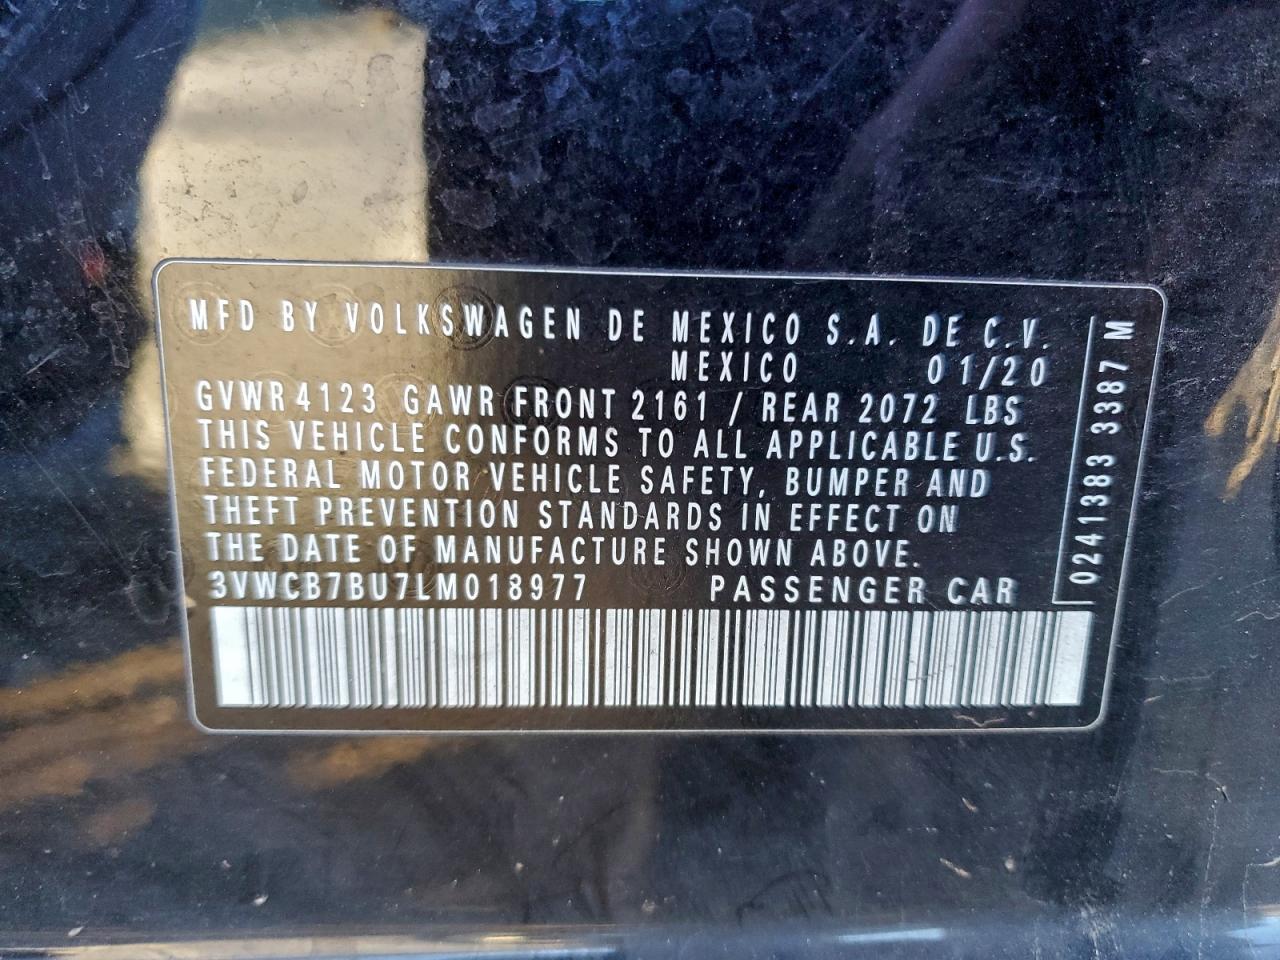 MFD BY VOLKSWAGEN DE MEXICO S.A. DE C.V.
MEXICO 01/20
GVWR 4123 GAWR FRONT 2161 / REAR 2072 LBS
THIS VEHICLE CONFORMS TO ALL APPLICABLE U.S.
FEDERAL MOTOR VEHICLE SAFETY, BUMPER AND
THEFT PREVENTION STANDARDS IN EFFECT ON
THE DATE OF MANUFACTURE SHOWN ABOVE.
3VWCB7BU7LM018977 PASSENGER CAR
0241383 3387 M